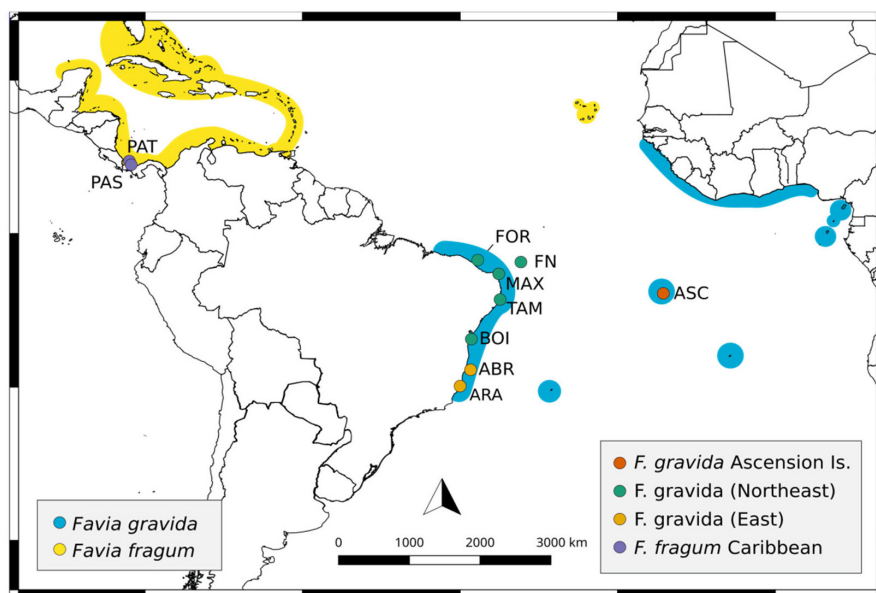 PAT
PAS
FOR
FN
MAX
TAM
ASC
BOI
ABR
ARA
F. gravida Ascension Is.
F. gravida (Northeast)
F. gravida (East)
F. fragum Caribbean
Favia gravida
Favia fragum
0 1000 2000 3000 km